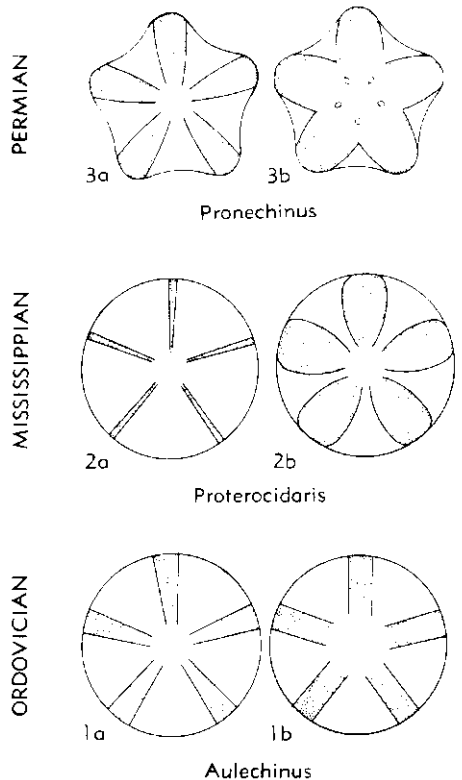 PERMIAN
3a 3b
Pronechinus
MISSISSIPPIAN
2a 2b
Proterocidaris
ORDOVICIAN
1a 1b
Aulechinus